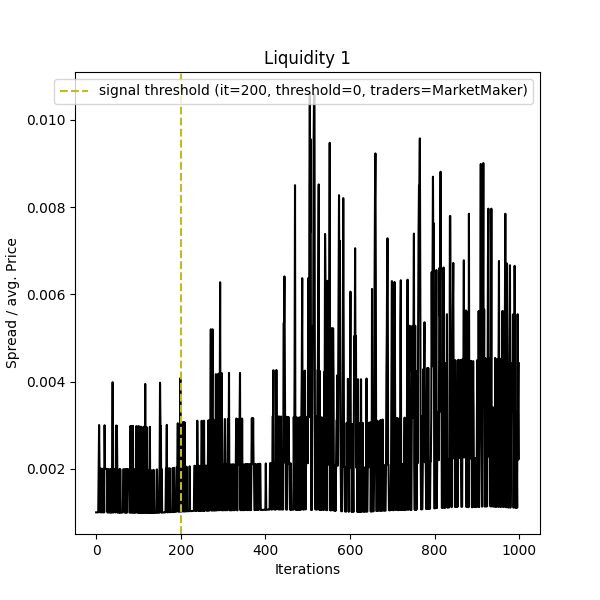 Liquidity 1
signal threshold (it=200, threshold=0, traders=MarketMaker)
Spread / avg. Price
0.010
0.008
0.006
0.004
0.002
0
200
400
600
800
1000
Iterations